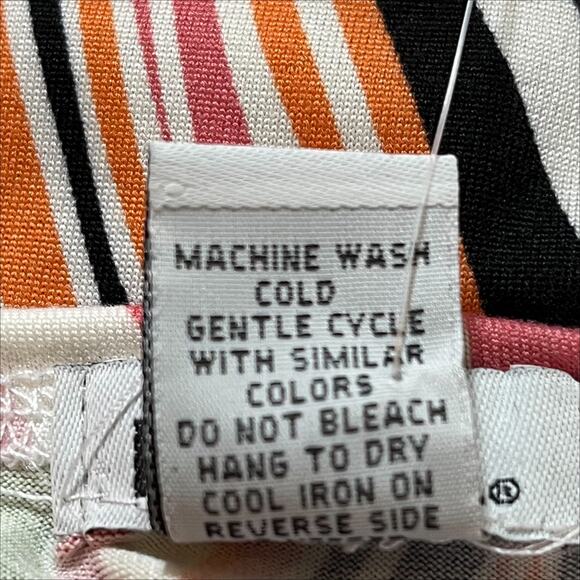 MACHINE WASH
COLD
GENTLE CYCLE
WITH SIMILAR
COLORS
DO NOT BLEACH
HANG TO DRY
COOL IRON ON
REVERSE SIDE
®